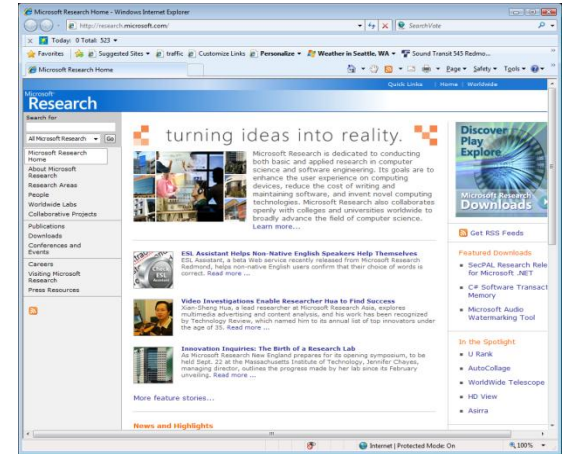 Microsoft Research Home - Windows Internet Explorer
http://research.microsoft.com/
SearchVote
Today: 0 Total: 523
Favorites Suggested Sites traffic Customize Links Personalize Weather in Seattle, WA Sound Transit 545 Redmo...
Microsoft Research Home
Page Safety Tools
Quick Links | Home | Worldwide
Microsoft
Research
Search for
All Microsoft Research Go
Microsoft Research
Home
About Microsoft
Research
Research Areas
People
Worldwide Labs
Collaborative Projects
Publications
Downloads
Conferences and
Events
Careers
Visiting Microsoft
Research
Press Resources
turning ideas into reality.
Microsoft Research is dedicated to conducting
both basic and applied research in computer
science and software engineering. Its goals are to
enhance the user experience on computing
devices, reduce the cost of writing and
maintaining software, and invent novel computing
technologies. Microsoft Research also collaborates
openly with colleges and universities worldwide to
broadly advance the field of computer science.
Learn more...
Check
ESL Assistant Helps Non-Native English Speakers Help Themselves
ESL Assistant, a beta Web service recently released from Microsoft Research
Redmond, helps non-native English users confirm that their choice of words is
correct. Read more ...
Video Investigations Enable Researcher Hua to Find Success
Xian-Sheng Hua, a lead researcher at Microsoft Research Asia, explores
multimedia advertising and content analysis, and his work has been recognized
by Technology Review, which named him to its annual list of top innovators under
the age of 35. Read more ...
Innovation Inquiries: The Birth of a Research Lab
As Microsoft Research New England prepares for its opening symposium, to be
held Sept. 22 at the Massachusetts Institute of Technology, Jennifer Chayes,
managing director, outlines the progress made by her lab since its February
unveiling. Read more ...
More feature stories...
News and Highlights
Discover
Play
Explore
Microsoft Research
Downloads
Get RSS Feeds
Featured Downloads
SecPAL Research Rele
for Microsoft .NET
C# Software Transact
Memory
Microsoft Audio
Watermarking Tool
In the Spotlight
U Rank
AutoCollage
WorldWide Telescope
HD View
Asirra
Internet | Protected Mode: On
100%